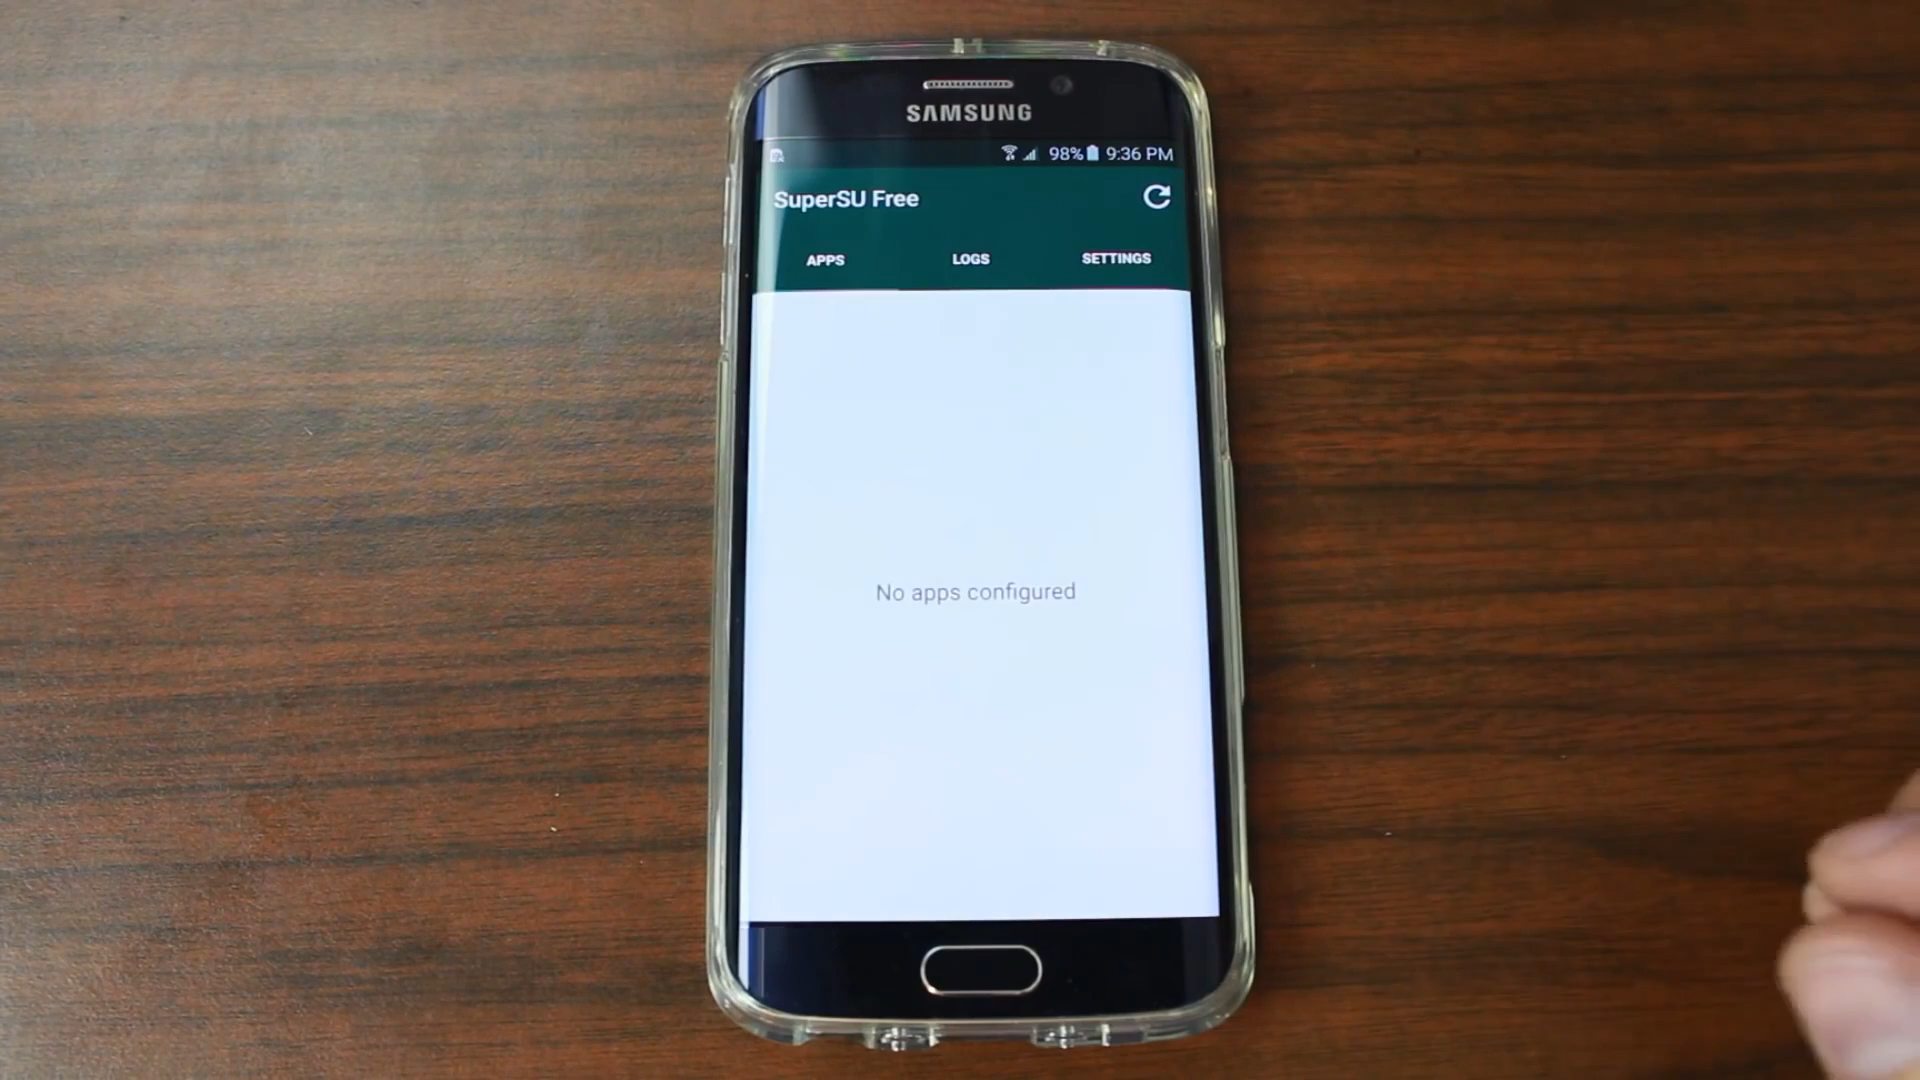 SAMSUNG
98% 9:36 PM
SuperSU Free
APPS LOGS SETTINGS
No apps configured